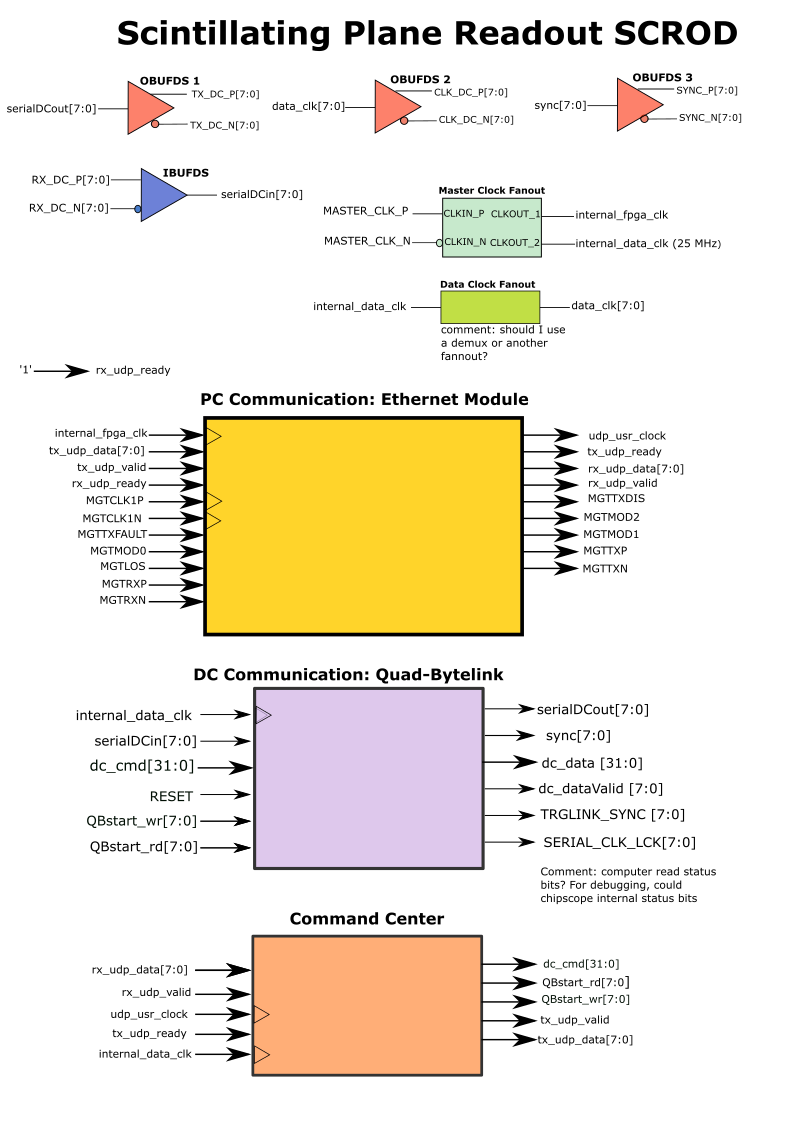 Scintillating Plane Readout SCROD
OBUFDS 1
serialDCout[7:0]
TX_DC_P[7:0]
TX_DC_N[7:0]
OBUFDS 2
data_clk[7:0]
CLK_DC_P[7:0]
CLK_DC_N[7:0]
OBUFDS 3
sync[7:0]
SYNC_P[7:0]
SYNC_N[7:0]
IBUFDS
RX_DC_P[7:0]
RX_DC_N[7:0]
serialDCin[7:0]
Master Clock Fanout
MASTER_CLK_P
CLKIN_P CLKOUT_1
internal_fpga_clk
MASTER_CLK_N
CLKIN_N CLKOUT_2
internal_data_clk (25 MHz)
Data Clock Fanout
internal_data_clk
data_clk[7:0]
comment: should I use
a demux or another
fannout?
'1'
rx_udp_ready
PC Communication: Ethernet Module
internal_fpga_clk
tx_udp_data[7:0]
tx_udp_valid
rx_udp_ready
MGTCLK1P
MGTCLK1N
MGTTXFAULT
MGTMOD0
MGTLOS
MGTRXP
MGTRXN
udp_usr_clock
tx_udp_ready
rx_udp_data[7:0]
rx_udp_valid
MGTTXDIS
MGTMOD2
MGTMOD1
MGTTXP
MGTTXN
DC Communication: Quad-Bytelink
internal_data_clk
serialDCin[7:0]
dc_cmd[31:0]
RESET
QBstart_wr[7:0]
QBstart_rd[7:0]
serialDCout[7:0]
sync[7:0]
dc_data [31:0]
dc_dataValid [7:0]
TRGLINK_SYNC [7:0]
SERIAL_CLK_LCK[7:0]
Comment: computer read status
bits? For debugging, could
chipscope internal status bits
Command Center
rx_udp_data[7:0]
rx_udp_valid
udp_usr_clock
tx_udp_ready
internal_data_clk
dc_cmd[31:0]
QBstart_rd[7:0]
QBstart_wr[7:0]
tx_udp_valid
tx_udp_data[7:0]